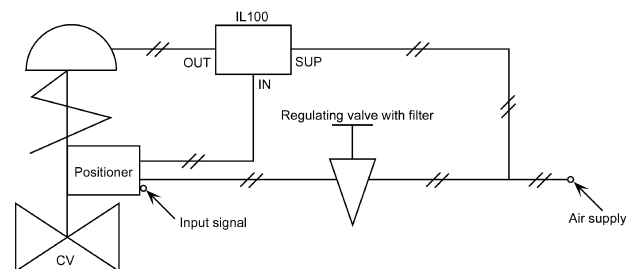 IL100
OUT
SUP
IN
Regulating valve with filter
Positioner
Input signal
Air supply
CV